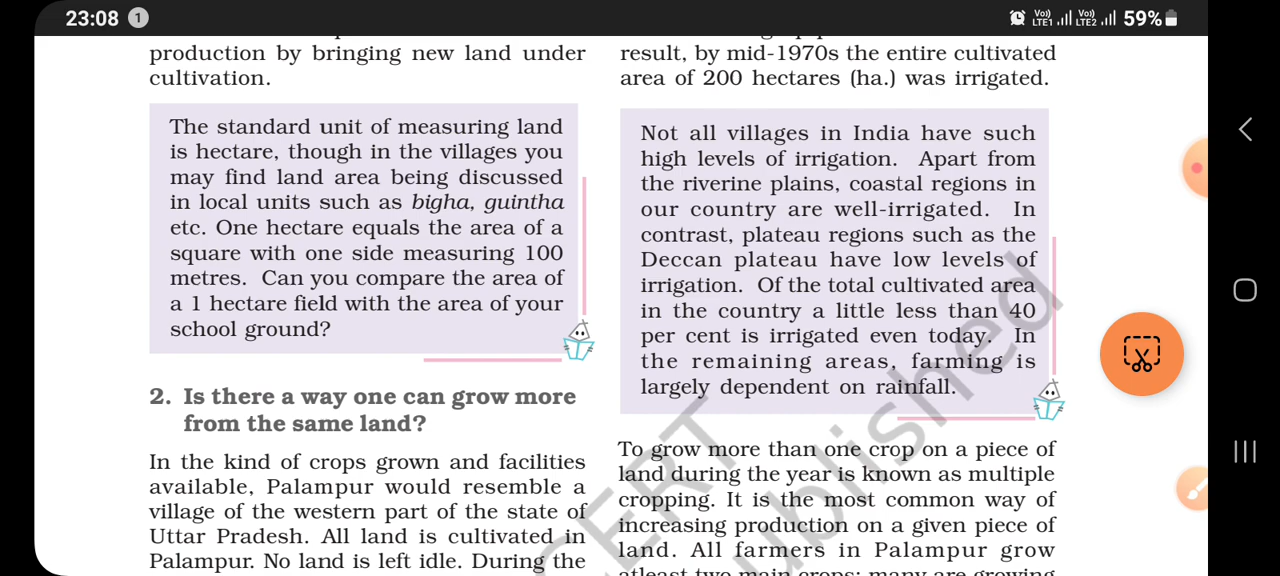 23:08 1
Vo)) LTE1 Vo)) LTE2 59%
production by bringing new land under
cultivation.
The standard unit of measuring land
is hectare, though in the villages you
may find land area being discussed
in local units such as bigha, guintha
etc. One hectare equals the area of a
square with one side measuring 100
metres. Can you compare the area of
a 1 hectare field with the area of your
school ground?
2. Is there a way one can grow more
from the same land?
In the kind of crops grown and facilities
available, Palampur would resemble a
village of the western part of the state of
Uttar Pradesh. All land is cultivated in
Palampur. No land is left idle. During the
result, by mid-1970s the entire cultivated
area of 200 hectares (ha.) was irrigated.
Not all villages in India have such
high levels of irrigation. Apart from
the riverine plains, coastal regions in
our country are well-irrigated. In
contrast, plateau regions such as the
Deccan plateau have low levels of
irrigation. Of the total cultivated area
in the country a little less than 40
per cent is irrigated even today. In
the remaining areas, farming is
largely dependent on rainfall.
To grow more than one crop on a piece of
land during the year is known as multiple
cropping. It is the most common way of
increasing production on a given piece of
land. All farmers in Palampur grow
atleast two main crops; many are growing